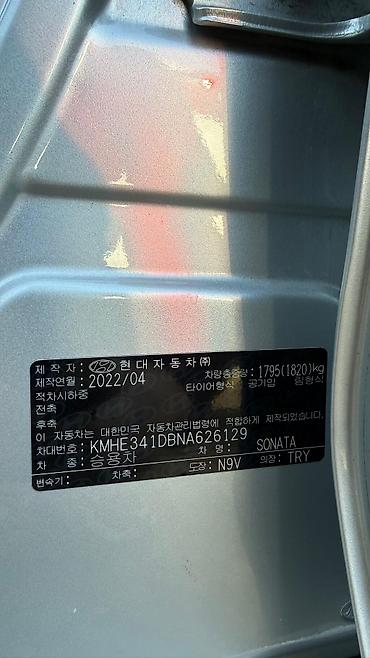 제 작 자 : 현대자동차㈜
제작연월 : 2022/04 차량총중량 : 1795(1820)kg
적차시하중 타이어형식 공기압 림형식
전축
후축
이 자동차는 대한민국 자동차관리법령에 적합하게 제작되었습니다.
차대번호 : KMHE341DBNA626129
차 종 : 승용차 차 명 : SONATA
변속기 : 차축 : 도장 : N9V 의장 : TRY